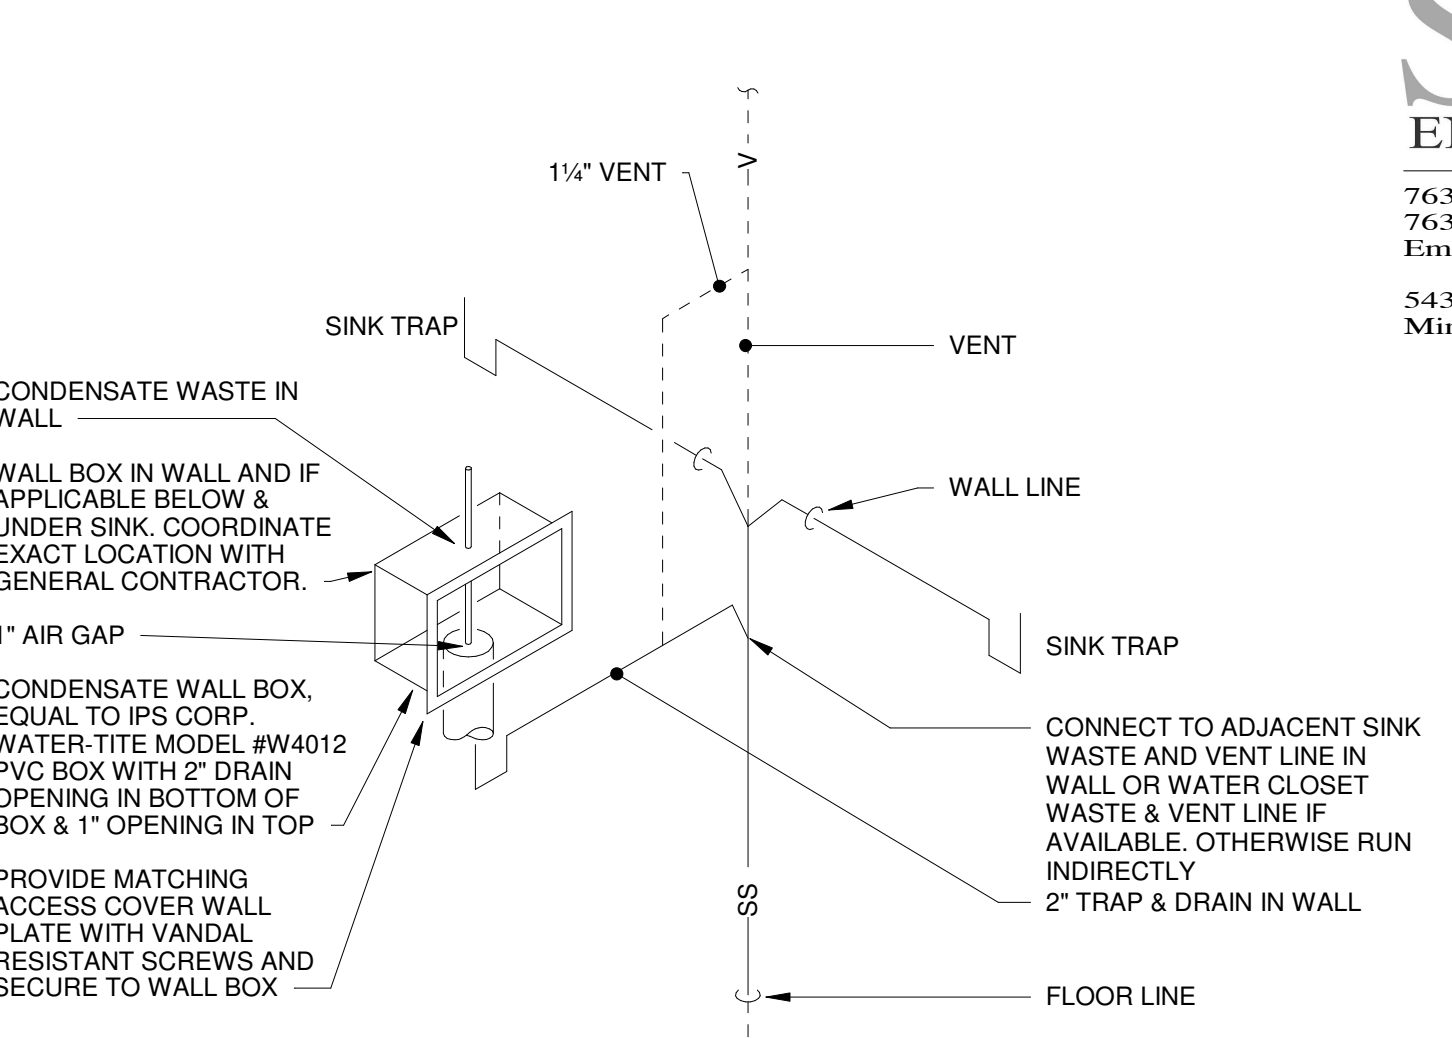 V
1¼" VENT
SINK TRAP
VENT
CONDENSATE WASTE IN
WALL
WALL BOX IN WALL AND IF
APPLICABLE BELOW &
UNDER SINK. COORDINATE
EXACT LOCATION WITH
GENERAL CONTRACTOR.
WALL LINE
1" AIR GAP
SINK TRAP
CONDENSATE WALL BOX,
EQUAL TO IPS CORP.
WATER-TITE MODEL #W4012
PVC BOX WITH 2" DRAIN
OPENING IN BOTTOM OF
BOX & 1" OPENING IN TOP
CONNECT TO ADJACENT SINK
WASTE AND VENT LINE IN
WALL OR WATER CLOSET
WASTE & VENT LINE IF
AVAILABLE. OTHERWISE RUN
INDIRECTLY
2" TRAP & DRAIN IN WALL
PROVIDE MATCHING
ACCESS COVER WALL
PLATE WITH VANDAL
RESISTANT SCREWS AND
SECURE TO WALL BOX
SS
FLOOR LINE
763
763
Em
543
Min